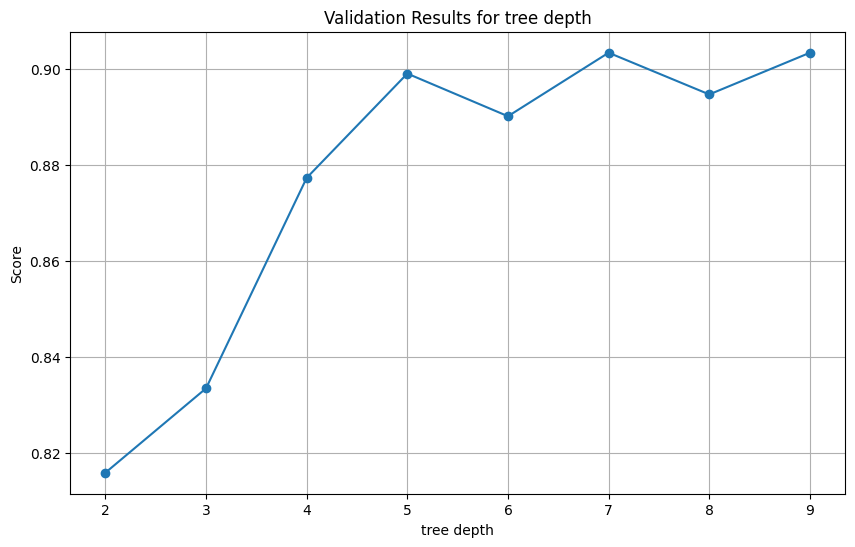 Validation Results for tree depth
0.90
0.88
0.86
0.84
0.82
Score
2 3 4 5 6 7 8 9
tree depth